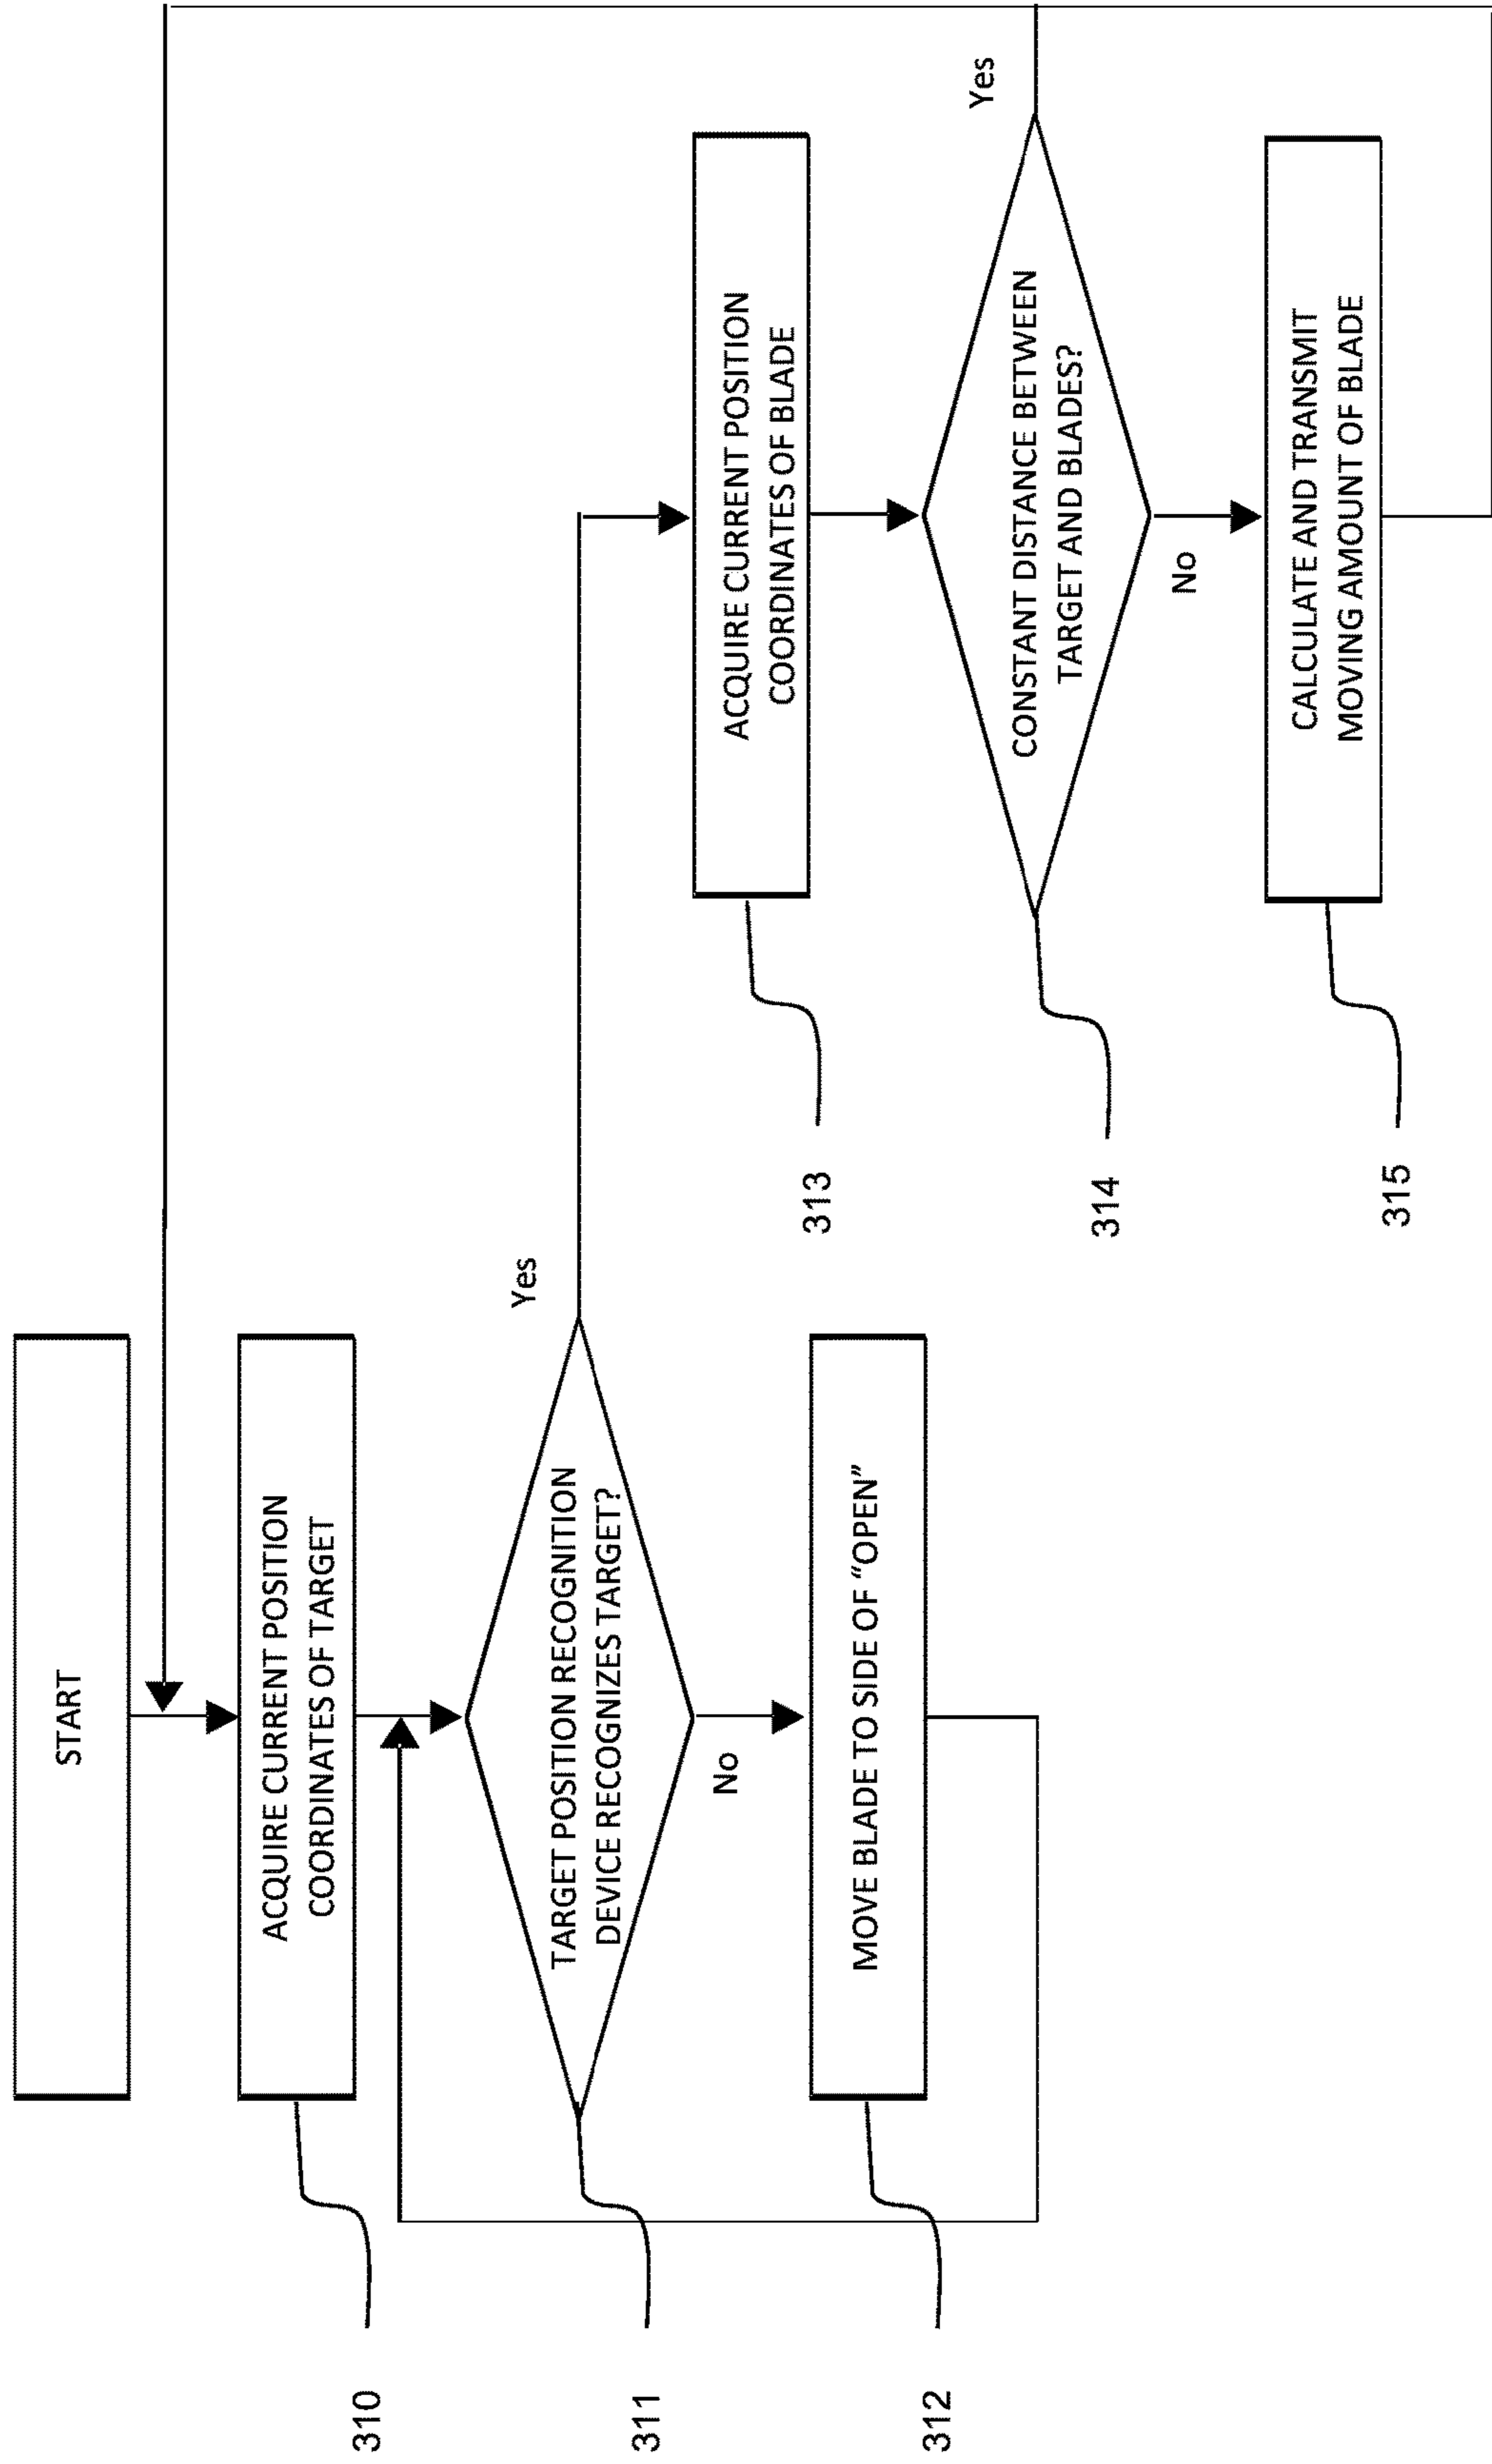 START
ACQUIRE CURRENT POSITION
COORDINATES OF TARGET
310
TARGET POSITION RECOGNITION
DEVICE RECOGNIZES TARGET?
311
Yes
No
MOVE BLADE TO SIDE OF “OPEN”
312
ACQUIRE CURRENT POSITION
COORDINATES OF BLADE
313
CONSTANT DISTANCE BETWEEN
TARGET AND BLADES?
314
Yes
No
CALCULATE AND TRANSMIT
MOVING AMOUNT OF BLADE
315